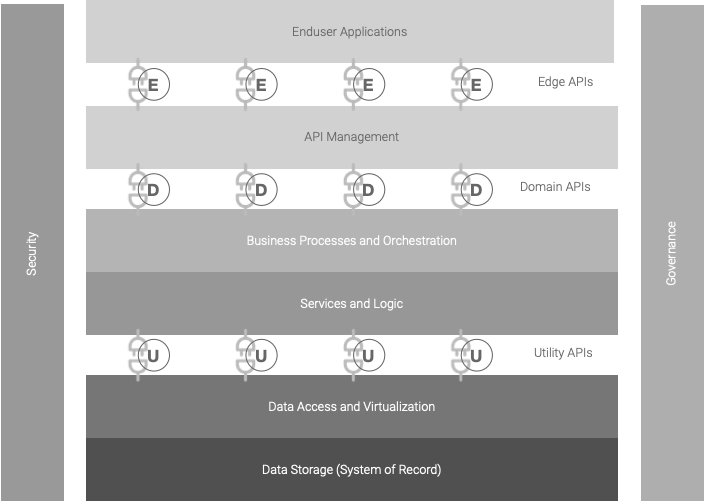 Enduser Applications
E E E E Edge APIs
API Management
D D D D Domain APIs
Business Processes and Orchestration
Services and Logic
U U U U Utility APIs
Data Access and Virtualization
Data Storage (System of Record)
Security
Governance